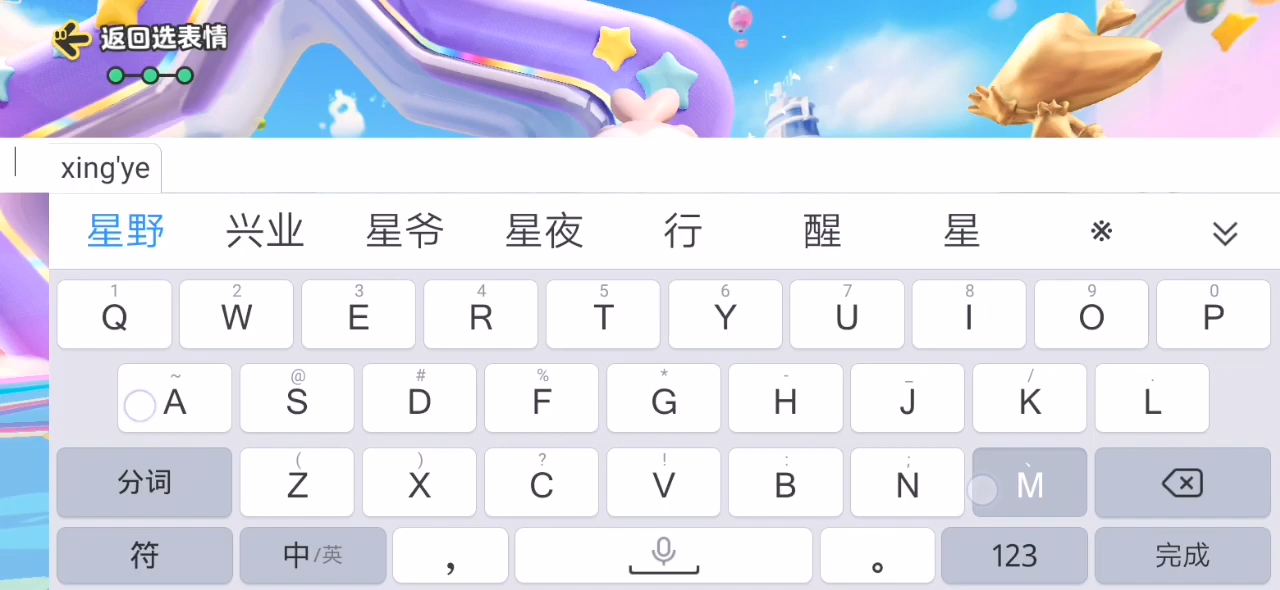 返回选表情
xing'ye
星野 兴业 星爷 星夜 行 醒 星 ※
1 2 3 4 5 6 7 8 9 0
Q W E R T Y U I O P
~ @ # % * - _ / .
A S D F G H J K L
( ) ? ! : ; 、
分词 Z X C V B N M
符 中/英 , 。 123 完成